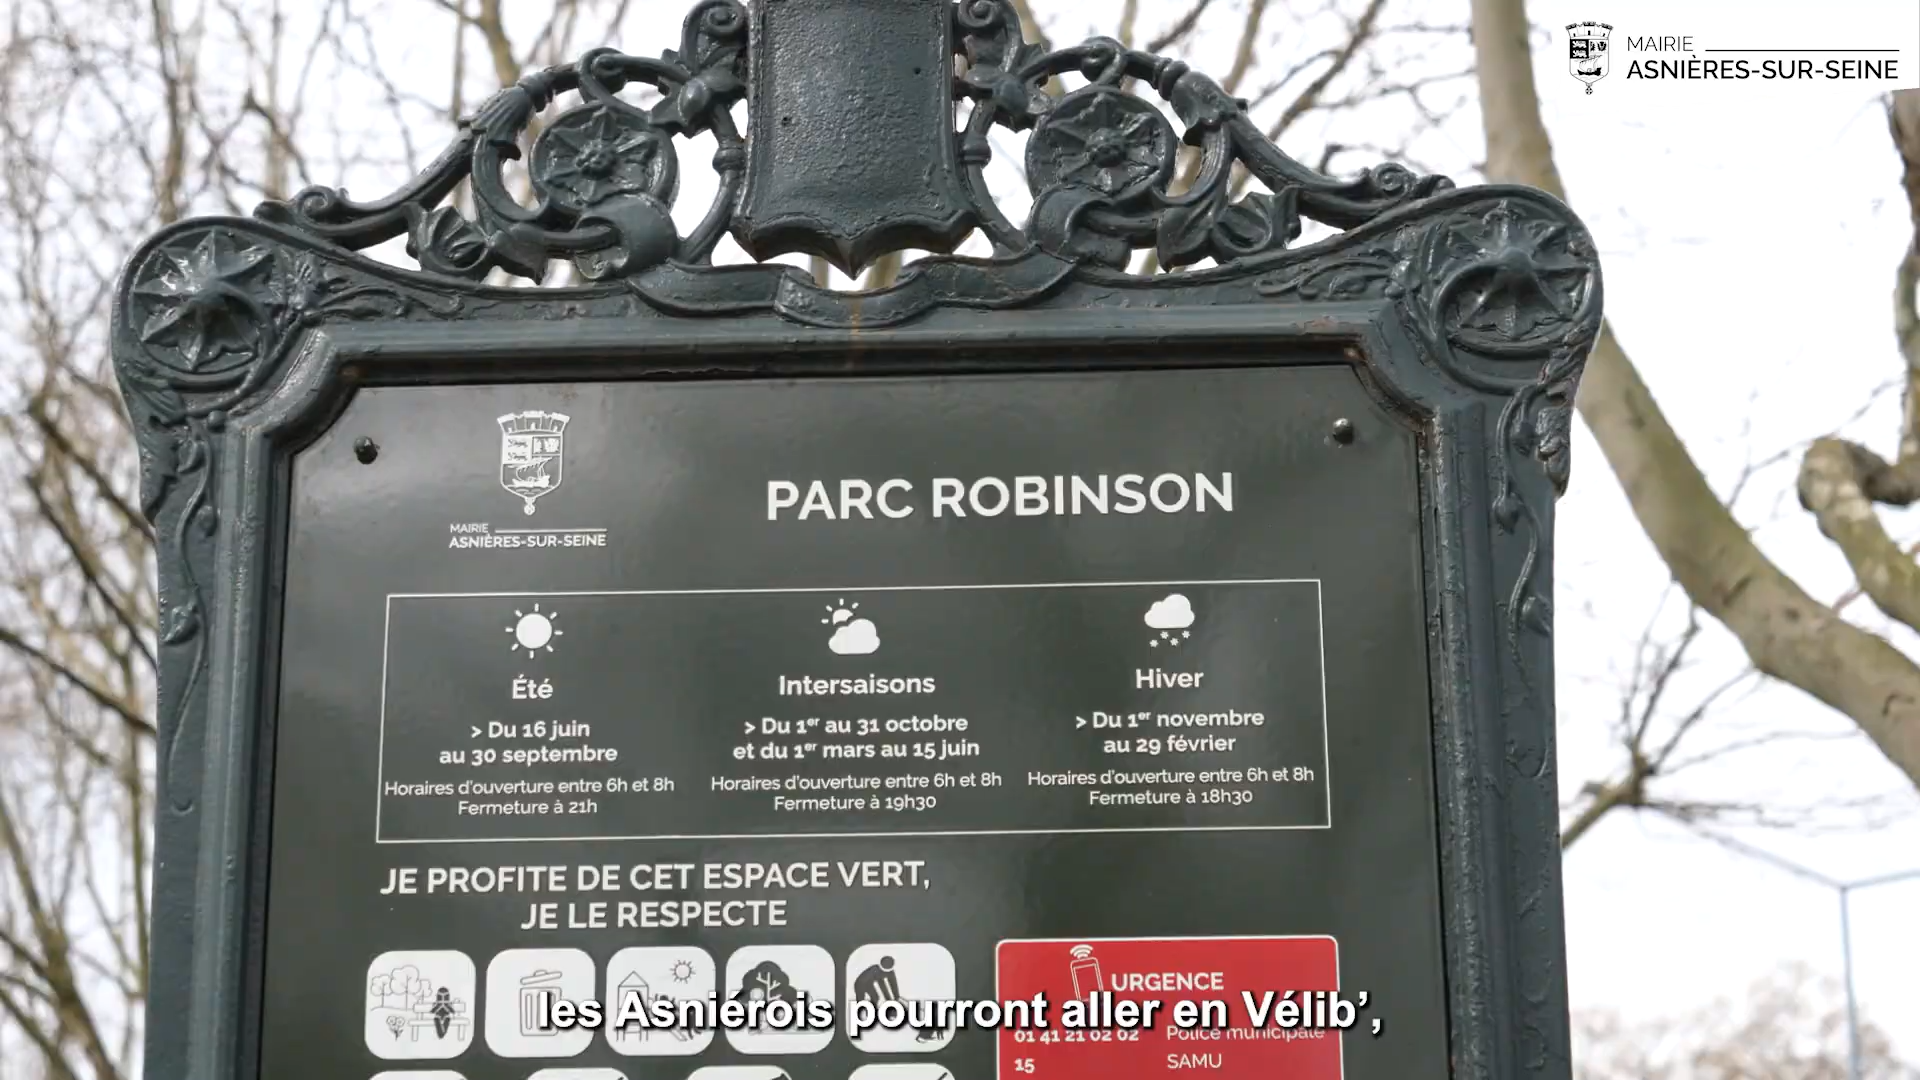 MAIRIE
ASNIÈRES-SUR-SEINE
MAIRIE
ASNIÈRES-SUR-SEINE
PARC ROBINSON
Été
> Du 16 juin
au 30 septembre
Horaires d'ouverture entre 6h et 8h
Fermeture à 21h
Intersaisons
> Du 1er au 31 octobre
et du 1er mars au 15 juin
Horaires d'ouverture entre 6h et 8h
Fermeture à 19h30
Hiver
> Du 1er novembre
au 29 février
Horaires d'ouverture entre 6h et 8h
Fermeture à 18h30
JE PROFITE DE CET ESPACE VERT,
JE LE RESPECTE
URGENCE
01 41 21 02 02 Police municipale
15 SAMU
les Asniérois pourront aller en Vélib’,